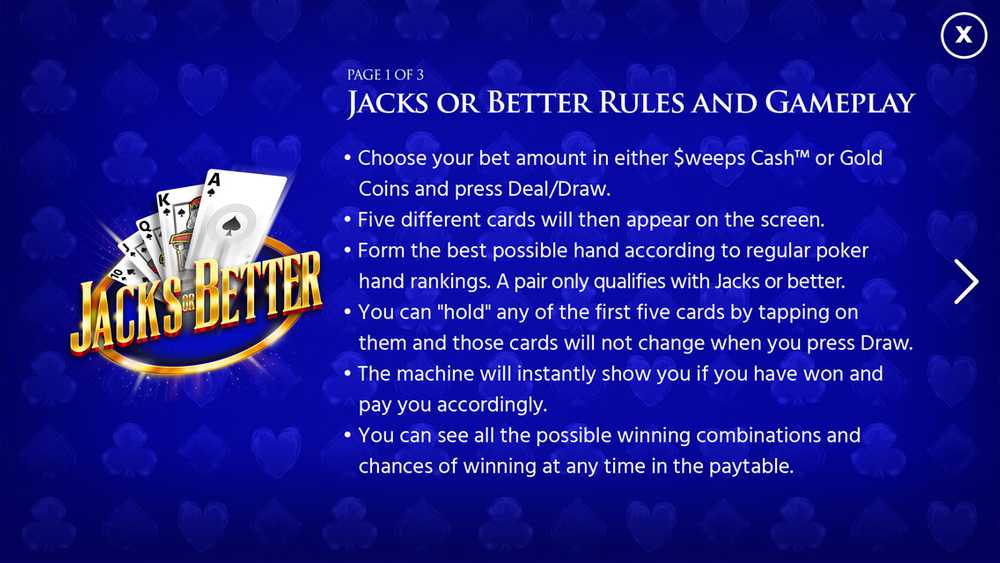 X
PAGE 1 OF 3
JACKS OR BETTER RULES AND GAMEPLAY
• Choose your bet amount in either $weeps Cash™ or Gold
Coins and press Deal/Draw.
• Five different cards will then appear on the screen.
• Form the best possible hand according to regular poker
hand rankings. A pair only qualifies with Jacks or better.
• You can "hold" any of the first five cards by tapping on
them and those cards will not change when you press Draw.
• The machine will instantly show you if you have won and
pay you accordingly.
• You can see all the possible winning combinations and
chances of winning at any time in the paytable.
10
J
Q
K
A
JACKS OR BETTER